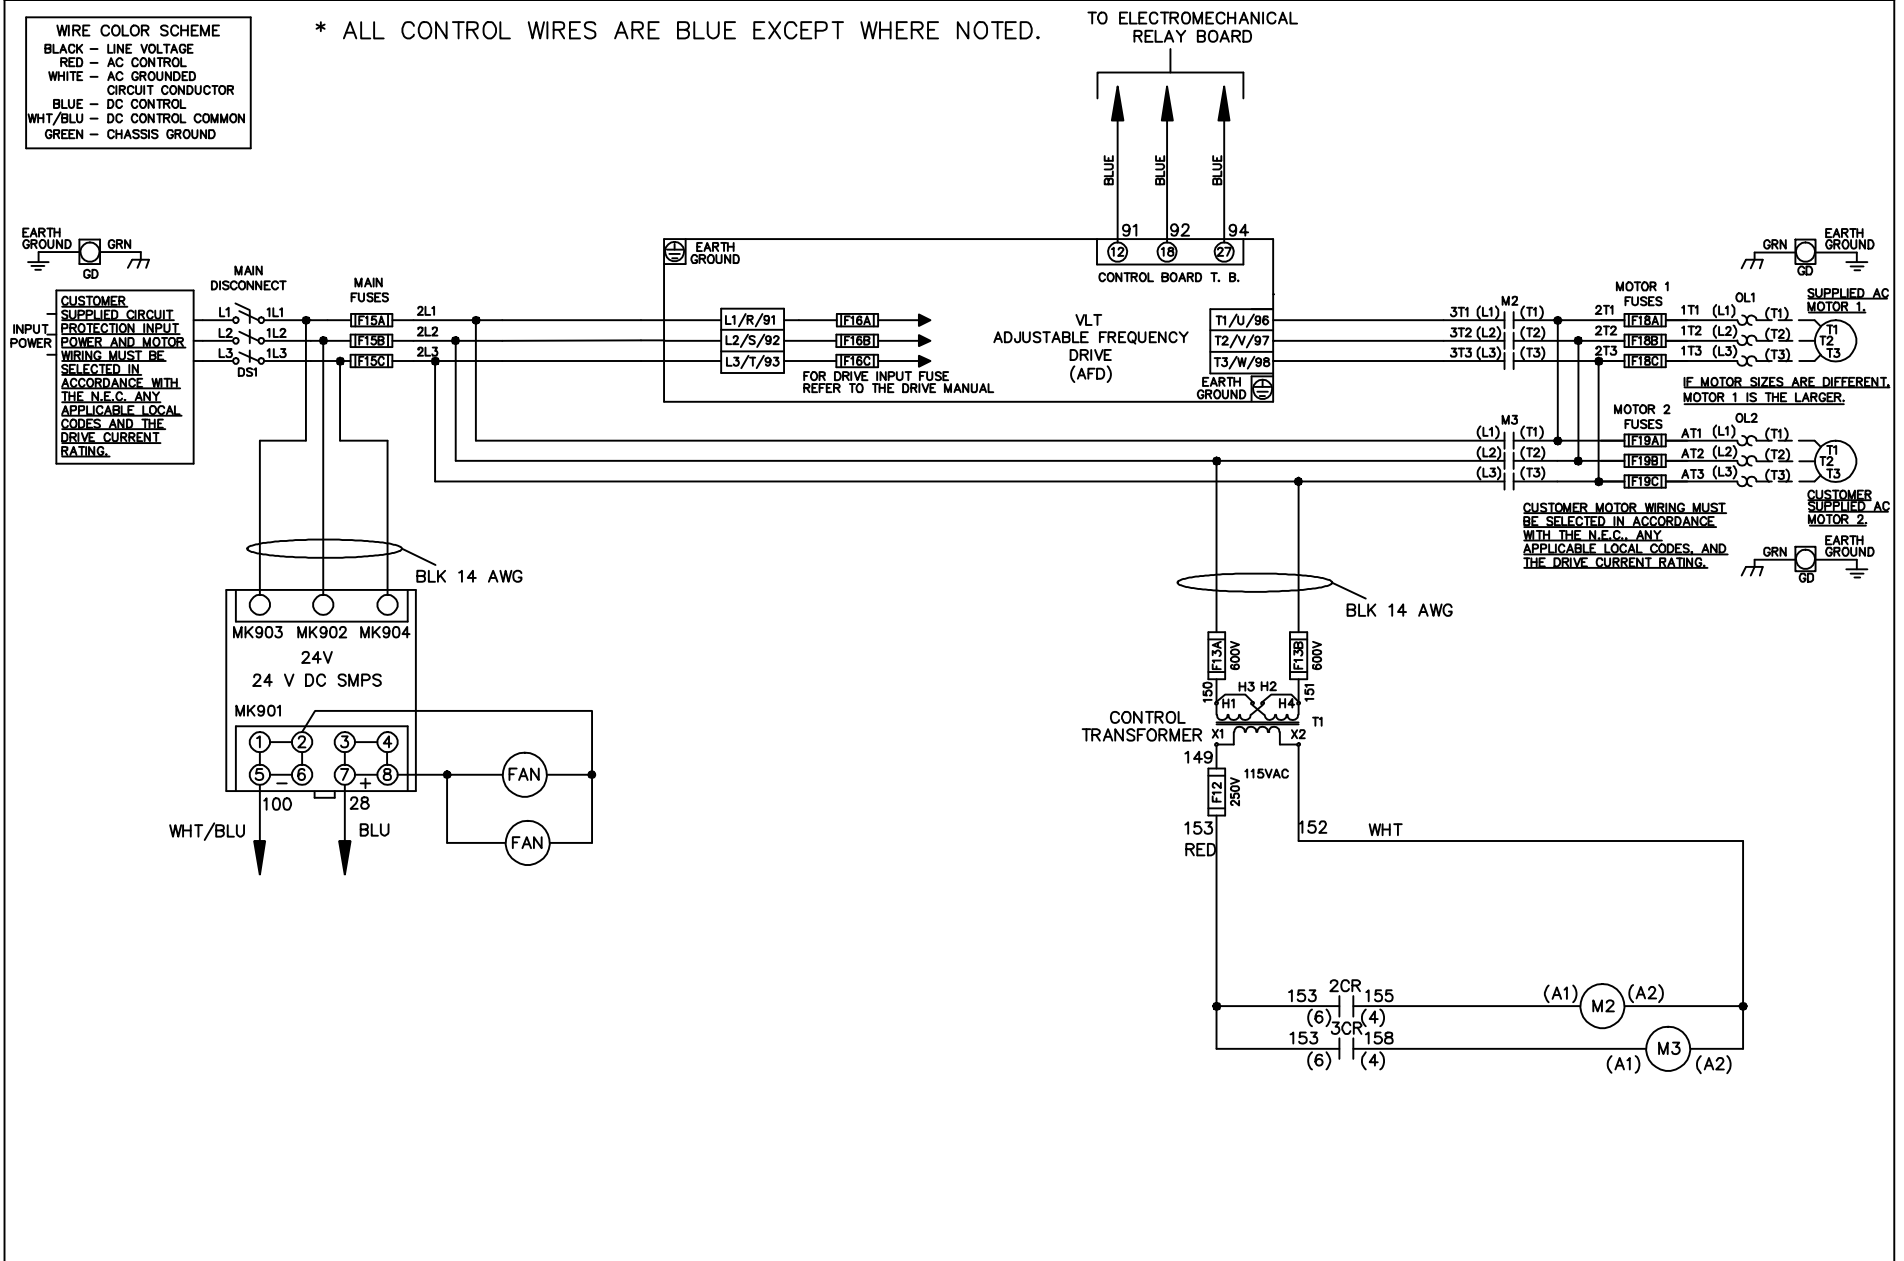 WIRE COLOR SCHEME
BLACK – LINE VOLTAGE
RED – AC CONTROL
WHITE – AC GROUNDED
CIRCUIT CONDUCTOR
BLUE – DC CONTROL
WHT/BLU – DC CONTROL COMMON
GREEN – CHASSIS GROUND
* ALL CONTROL WIRES ARE BLUE EXCEPT WHERE NOTED.
TO ELECTROMECHANICAL
RELAY BOARD
BLUE
BLUE
BLUE
91 92 94
12 18 27
CONTROL BOARD T. B.
EARTH
GROUND
GRN
GD
INPUT
POWER
CUSTOMER
SUPPLIED CIRCUIT
PROTECTION INPUT
POWER AND MOTOR
WIRING MUST BE
SELECTED IN
ACCORDANCE WITH
THE N.E.C. ANY
APPLICABLE LOCAL
CODES AND THE
DRIVE CURRENT
RATING.
MAIN
DISCONNECT
L1 1L1
L2 1L2
L3 1L3
DS1
MAIN
FUSES
F15A 2L1
F15B 2L2
F15C 2L3
EARTH
GROUND
L1/R/91 F16A
L2/S/92 F16B
L3/T/93 F16C
FOR DRIVE INPUT FUSE
REFER TO THE DRIVE MANUAL
VLT
ADJUSTABLE FREQUENCY
DRIVE
(AFD)
T1/U/96
T2/V/97
T3/W/98
EARTH
GROUND
M2
3T1 (L1) (T1)
3T2 (L2) (T2)
3T3 (L3) (T3)
MOTOR 1
FUSES
2T1 F18A 1T1 (L1)
2T2 F18B 1T2 (L2)
2T3 F18C 1T3 (L3)
OL1
(T1)
(T2)
(T3)
GRN
GD
EARTH
GROUND
SUPPLIED AC
MOTOR 1.
T1
T2
T3
IF MOTOR SIZES ARE DIFFERENT,
MOTOR 1 IS THE LARGER.
M3
(L1) (T1)
(L2) (T2)
(L3) (T3)
MOTOR 2
FUSES
F19A AT1 (L1)
F19B AT2 (L2)
F19C AT3 (L3)
OL2
(T1)
(T2)
(T3)
T1
T2
T3
CUSTOMER
SUPPLIED AC
MOTOR 2.
CUSTOMER MOTOR WIRING MUST
BE SELECTED IN ACCORDANCE
WITH THE N.E.C., ANY
APPLICABLE LOCAL CODES, AND
THE DRIVE CURRENT RATING.
GRN
GD
EARTH
GROUND
BLK 14 AWG
MK903 MK902 MK904
24V
24 V DC SMPS
MK901
1 2 3 4
5 – 6 7 + 8
100 28
WHT/BLU BLU
FAN
FAN
BLK 14 AWG
F13A
600V
F13B
600V
150
151
H3 H2
H1 H4
T1
CONTROL
TRANSFORMER
X1 X2
149
115VAC
F12
250V
153
RED
152 WHT
153 2CR 155
(6) (4)
(A1) M2 (A2)
153 3CR 158
(6) (4)
(A1) M3 (A2)